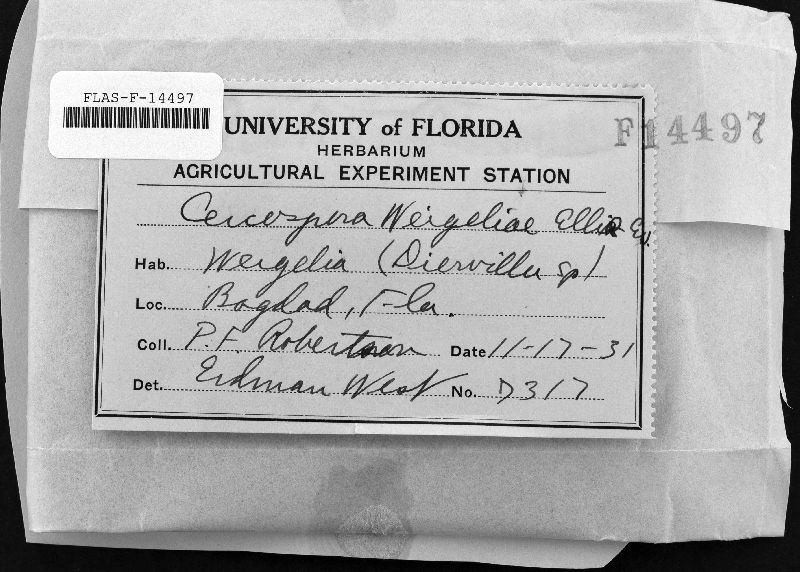 FLAS-F-14497
UNIVERSITY of FLORIDA
F14497
HERBARIUM
AGRICULTURAL EXPERIMENT STATION
Cercospora Weigeliae Ellis Ev.
Hab. Weigelia (Diervilla sp)
Loc. Bagdad, Fla.
Coll. P.F. Robertson Date 11-17-31
Det. Erdman West No. D317